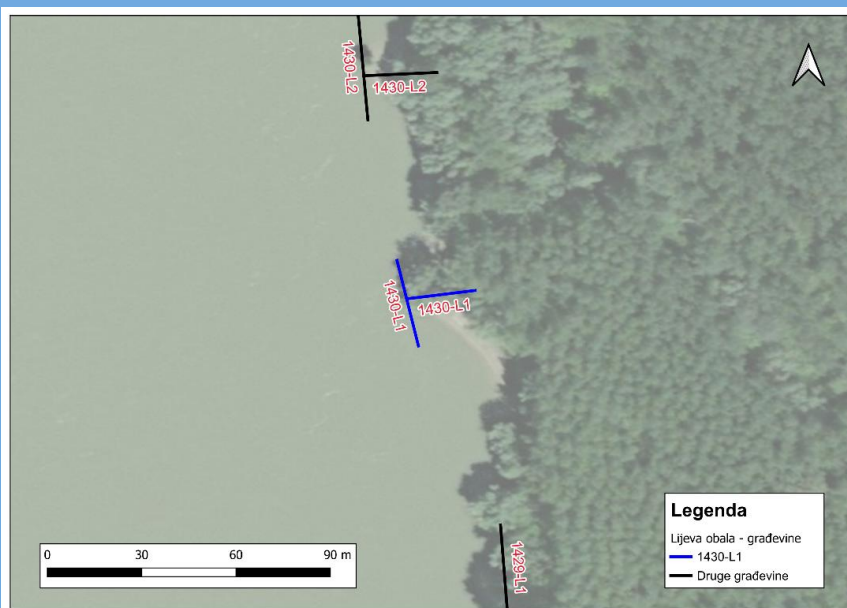 1430-L2
1430-L2
1430-L1
1430-L1
1429-L1
0 30 60 90 m
Legenda
Lijeva obala - građevine
1430-L1
Druge građevine